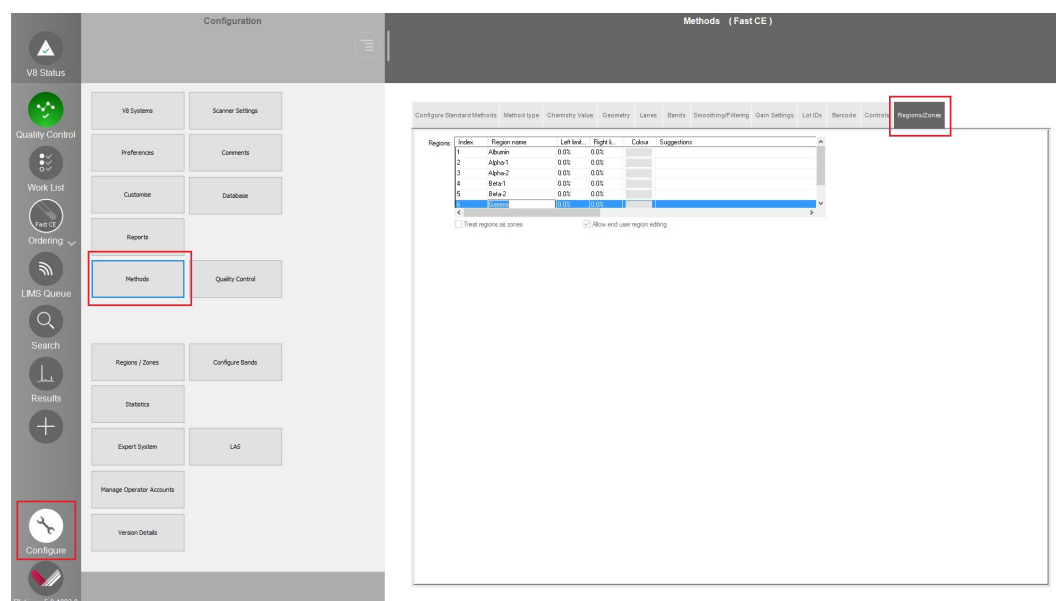 Configuration
Methods ( Fast CE )
V8 Status
Quality Control
Work List
Fast CE
Ordering
LIMS Queue
Search
Results
Configure
V8 Systems
Scanner Settings
Preferences
Comments
Customise
Database
Reports
Methods
Quality Control
Regions / Zones
Configure Bands
Statistics
Expert System
LAS
Manage Operator Accounts
Version Details
Configure Standard Methods Method type Chemistry Value Geometry Lanes Bands Smoothing/Filtering Gain Settings Lot IDs Barcode Controls Regions/Zones
Regions: Index Region name Left limit... Right li... Colour Suggestions
1 Albumin 0.0% 0.0%
2 Alpha-1 0.0% 0.0%
3 Alpha-2 0.0% 0.0%
4 Beta-1 0.0% 0.0%
5 Beta-2 0.0% 0.0%
6 Gamma 0.0% 0.0%
Treat regions as zones Allow end user region editing